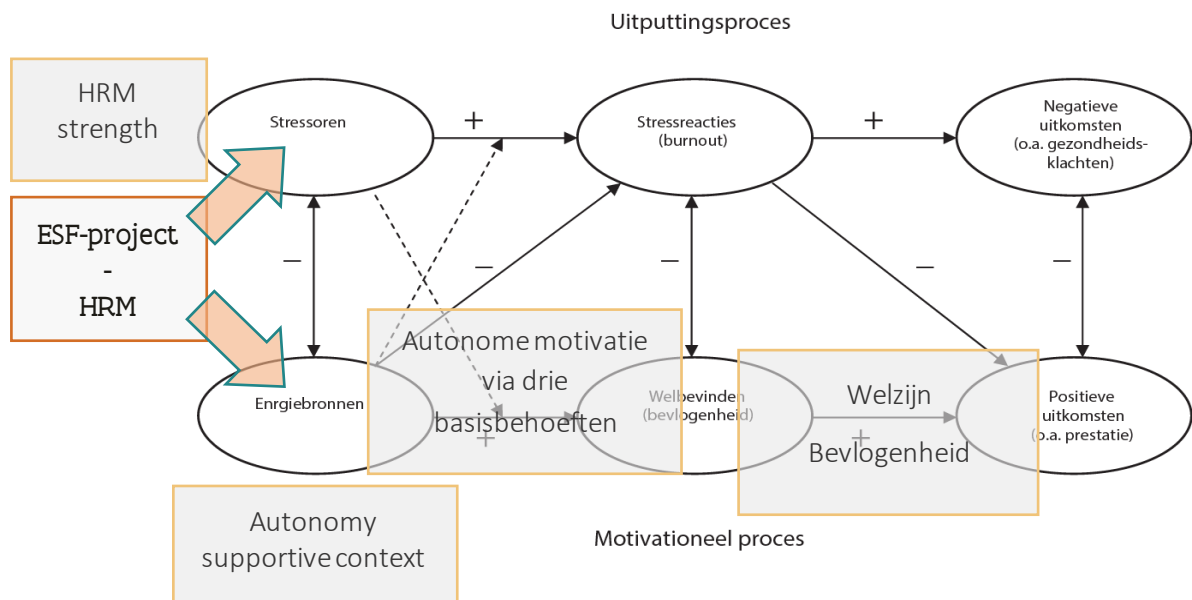 Uitputtingsproces
HRM
strength
Stressoren
+
Stressreacties
(burnout)
+
Negatieve
uitkomsten
(o.a. gezondheids-
klachten)
ESF-project
-
HRM
–
–
–
–
–
Autonome motivatie
via drie
basisbehoeften
Enrgiebronnen
+
Welbevinden
(bevlogenheid)
Welzijn
+
Bevlogenheid
Positieve
uitkomsten
(o.a. prestatie)
Autonomy
supportive context
Motivationeel proces